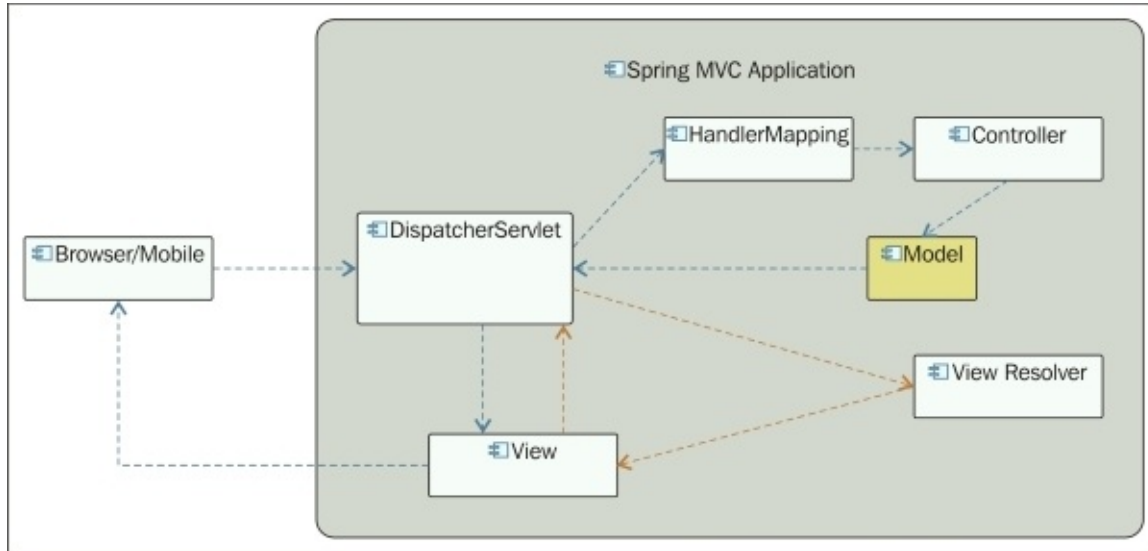 Spring MVC Application
HandlerMapping
Controller
DispatcherServlet
Browser/Mobile
Model
View Resolver
View